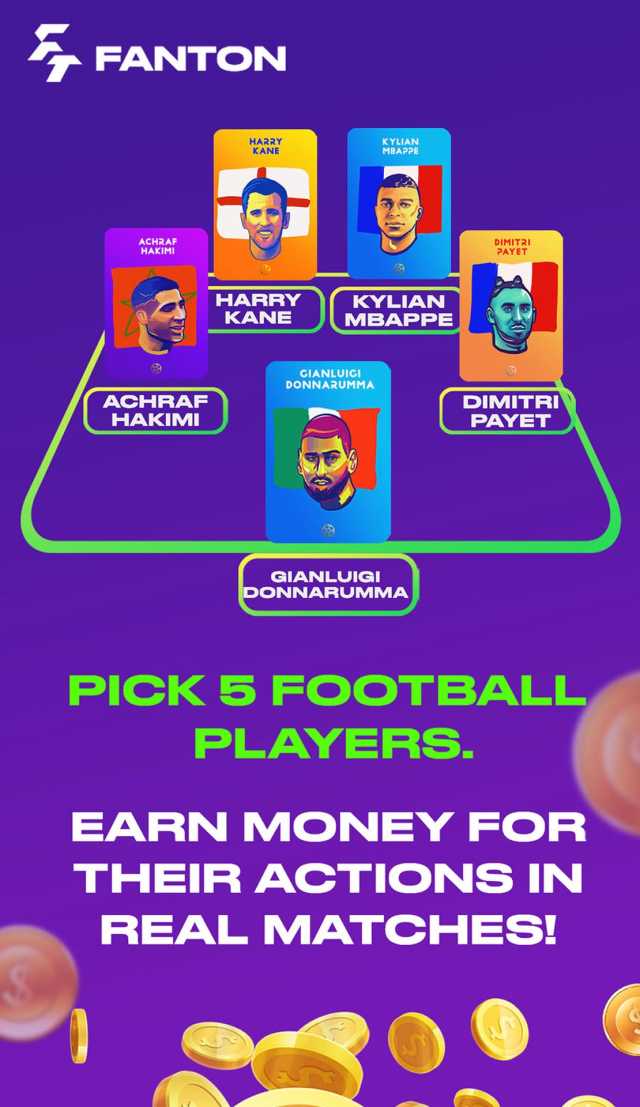 FANTON
HARRY
KANE
KYLIAN
MBAPPE
ACHRAF
HAKIMI
DIMITRI
PAYET
HARRY
KANE
KYLIAN
MBAPPE
GIANLUIGI
DONNARUMMA
ACHRAF
HAKIMI
DIMITRI
PAYET
GIANLUIGI
DONNARUMMA
PICK 5 FOOTBALL
PLAYERS.
EARN MONEY FOR
THEIR ACTIONS IN
REAL MATCHES!